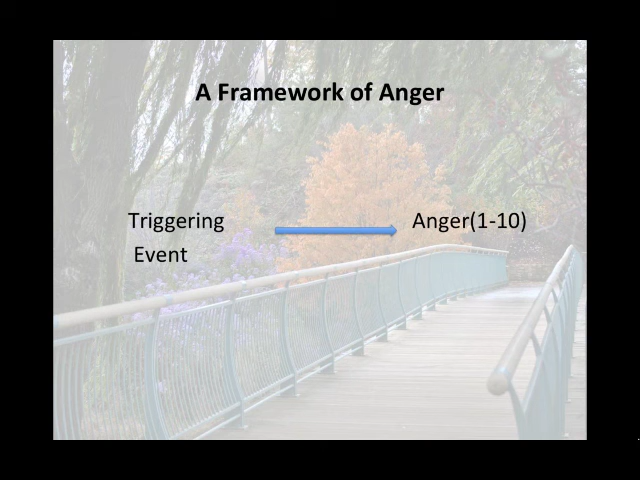 A Framework of Anger
Triggering
Event
Anger(1-10)